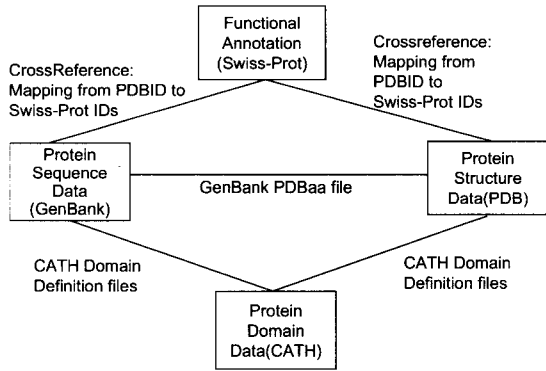 Functional
Annotation
(Swiss-Prot)
CrossReference:
Mapping from PDBID to
Swiss-Prot IDs
Crossreference:
Mapping from
PDBID to
Swiss-Prot IDs
Protein
Sequence
Data
(GenBank)
GenBank PDBaa file
Protein
Structure
Data(PDB)
CATH Domain
Definition files
CATH Domain
Definition files
Protein
Domain
Data(CATH)